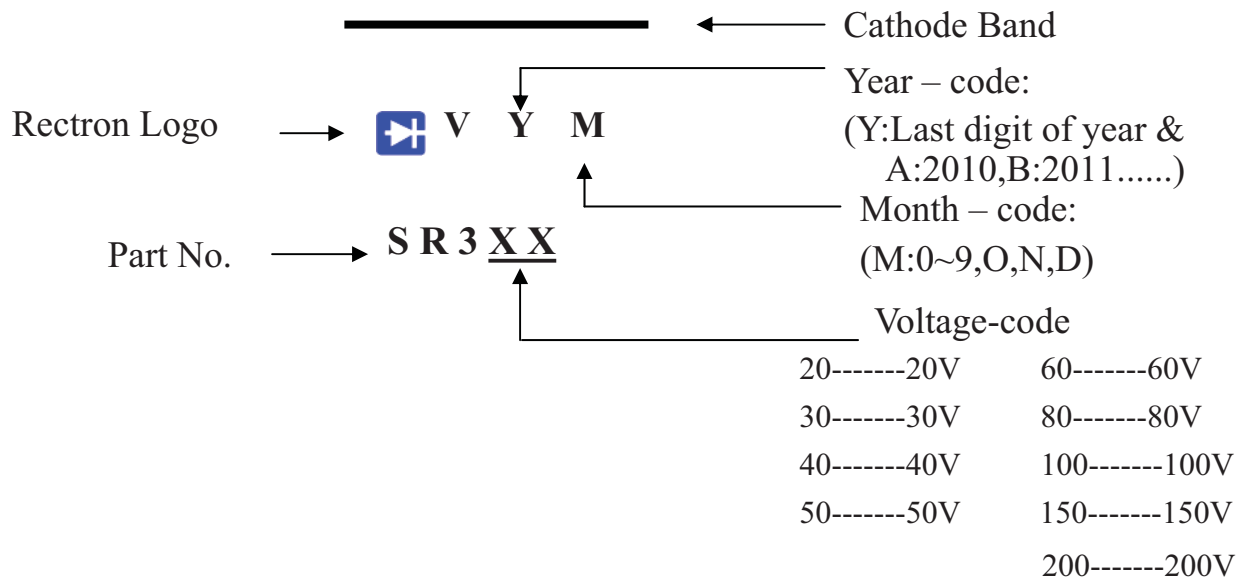 Cathode Band
Year – code:
Rectron Logo V Y M (Y:Last digit of year &
A:2010,B:2011......)
Month – code:
Part No. S R 3 X X (M:0~9,O,N,D)
Voltage-code
20-------20V 60-------60V
30-------30V 80-------80V
40-------40V 100-------100V
50-------50V 150-------150V
200-------200V